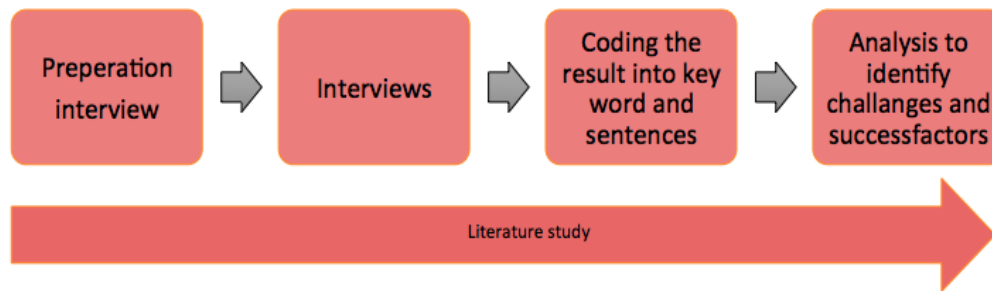 Preperation
interview
Interviews
Coding the
result into key
word and
sentences
Analysis to
identify
challanges and
successfactors
Literature study